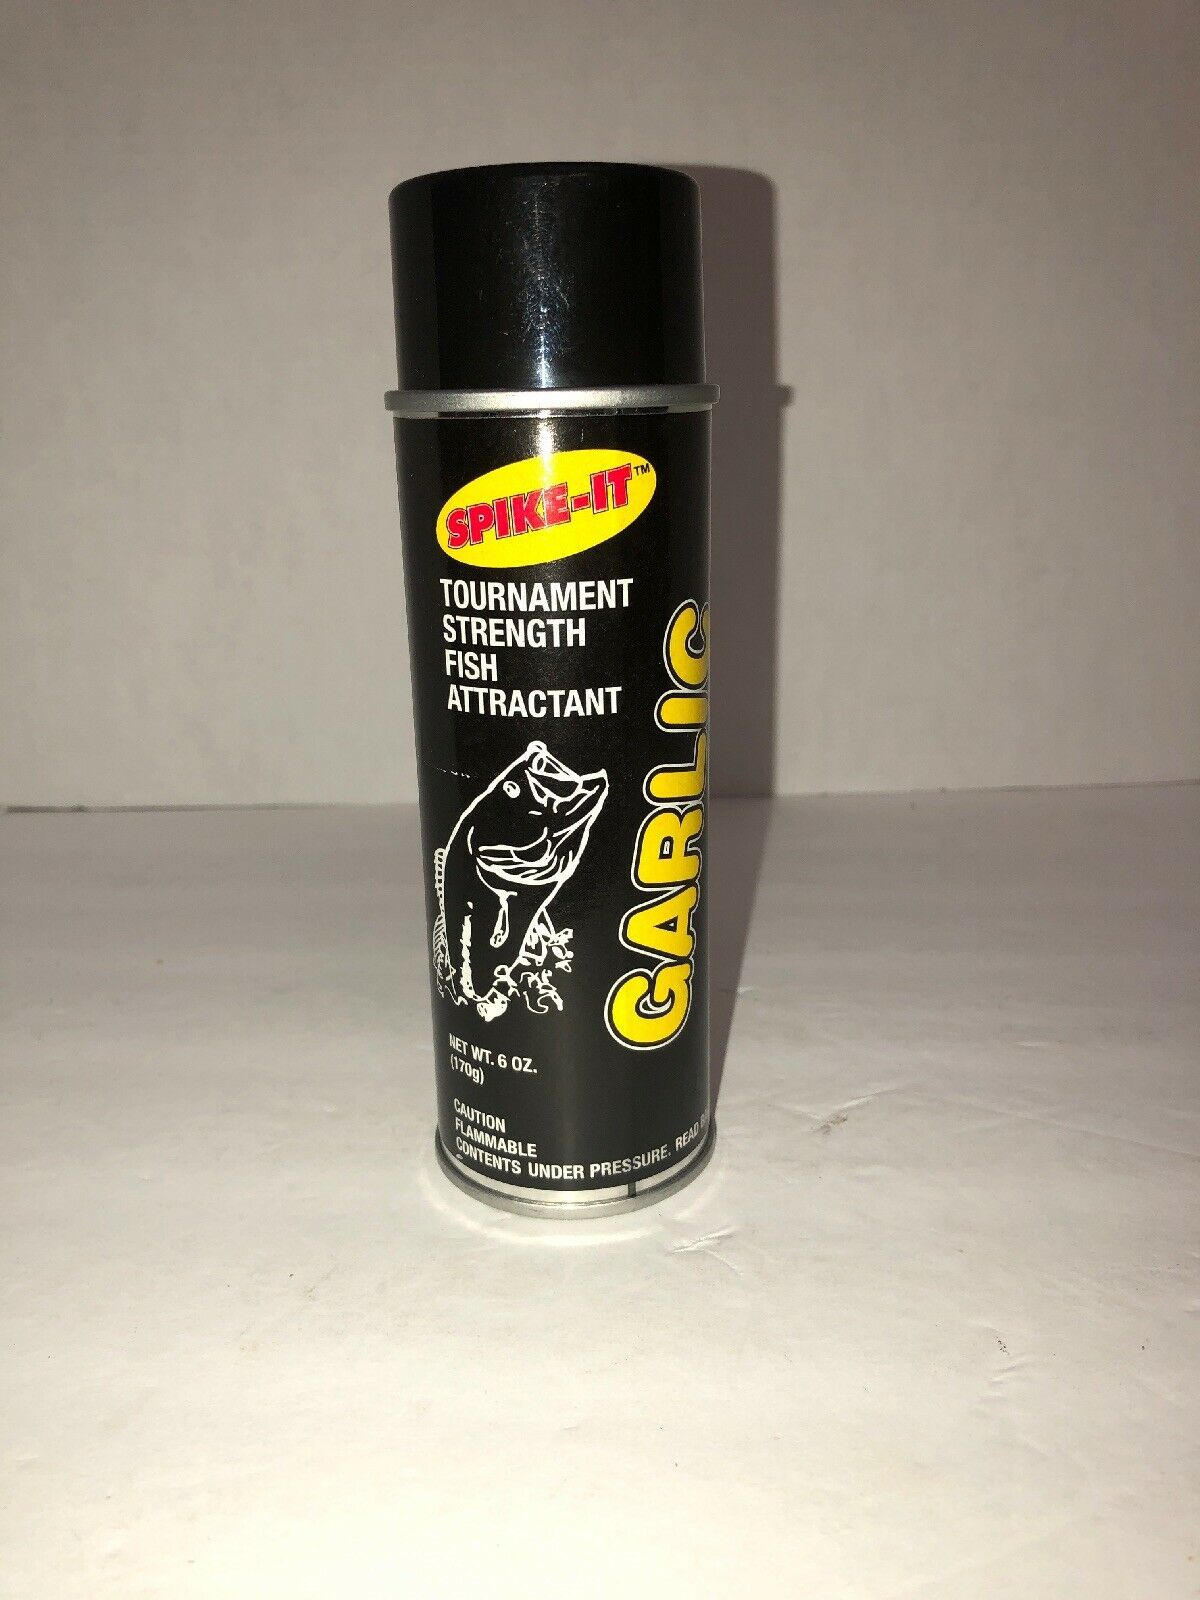 SPIKE-IT™
TOURNAMENT
STRENGTH
FISH
ATTRACTANT
GARLIC
NET WT. 6 OZ.
(170g)
CAUTION
FLAMMABLE
CONTENTS UNDER PRESSURE. READ